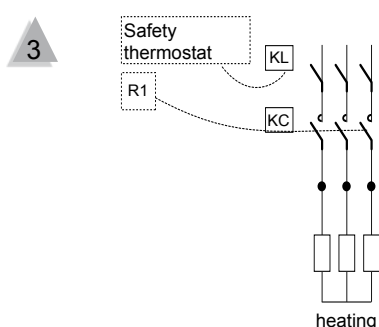 3
Safety
thermostat
KL
R1
KC
heating